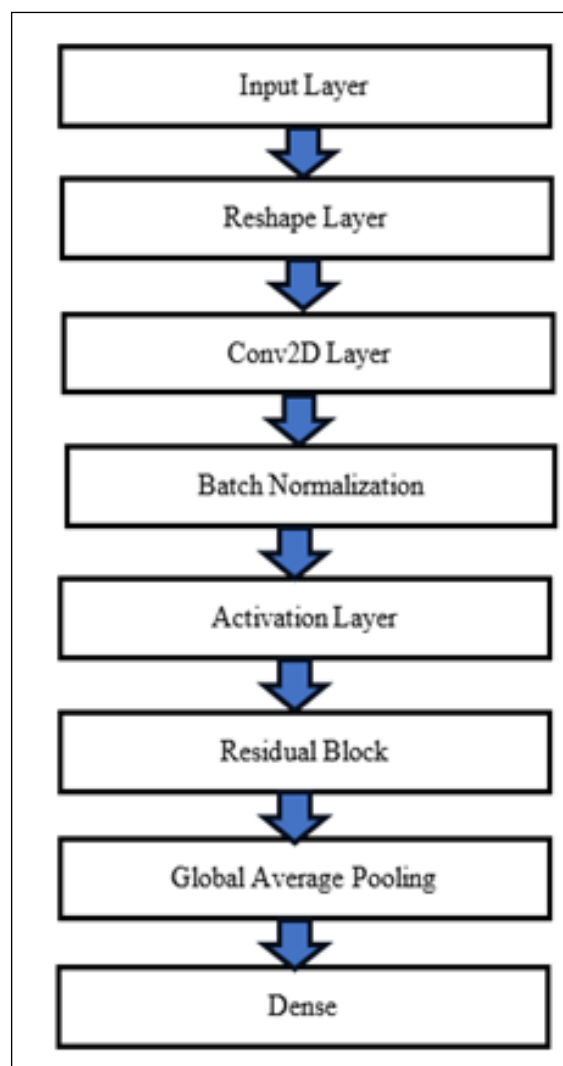 Input Layer
Reshape Layer
Conv2D Layer
Batch Normalization
Activation Layer
Residual Block
Global Average Pooling
Dense